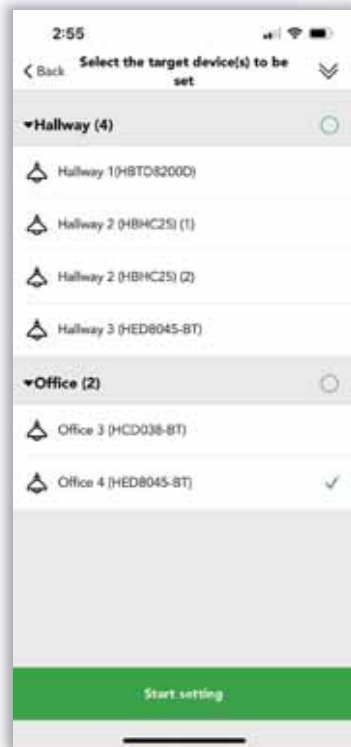 2:55
Back
Select the target device(s) to be
set
Hallway (4)
Hallway 1(HBTD8200D)
Hallway 2 (HBHC25) (1)
Hallway 2 (HBHC25) (2)
Hallway 3 (HED8045-BT)
Office (2)
Office 3 (HCD038-BT)
Office 4 (HED8045-BT)
Start setting